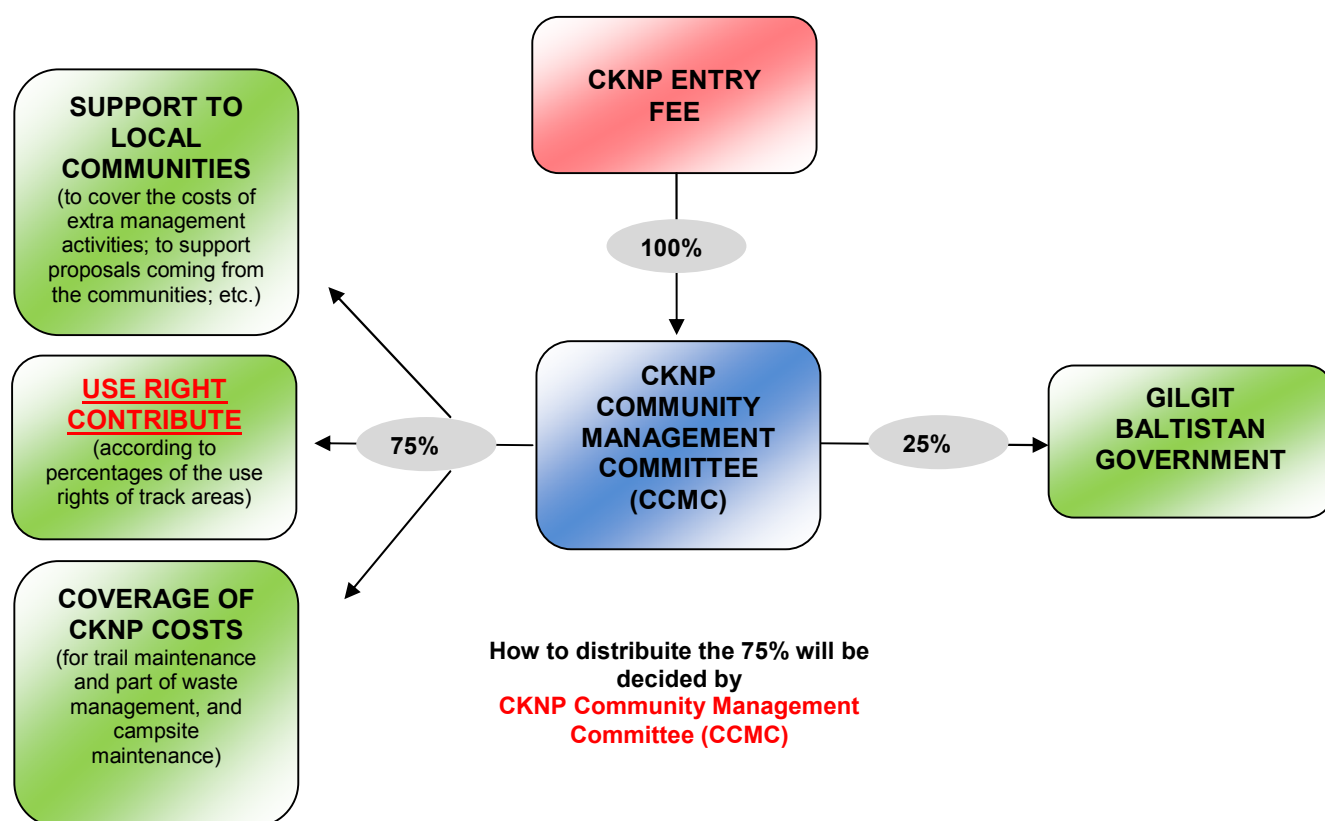 CKNP ENTRY
FEE
100%
SUPPORT TO
LOCAL
COMMUNITIES
(to cover the costs of
extra management
activities; to support
proposals coming from
the communities; etc.)
USE RIGHT
CONTRIBUTE
(according to
percentages of the use
rights of track areas)
COVERAGE OF
CKNP COSTS
(for trail maintenance
and part of waste
management, and
campsite
maintenance)
75%
CKNP
COMMUNITY
MANAGEMENT
COMMITTEE
(CCMC)
25%
GILGIT
BALTISTAN
GOVERNMENT
How to distribuite the 75% will be
decided by
CKNP Community Management
Committee (CCMC)